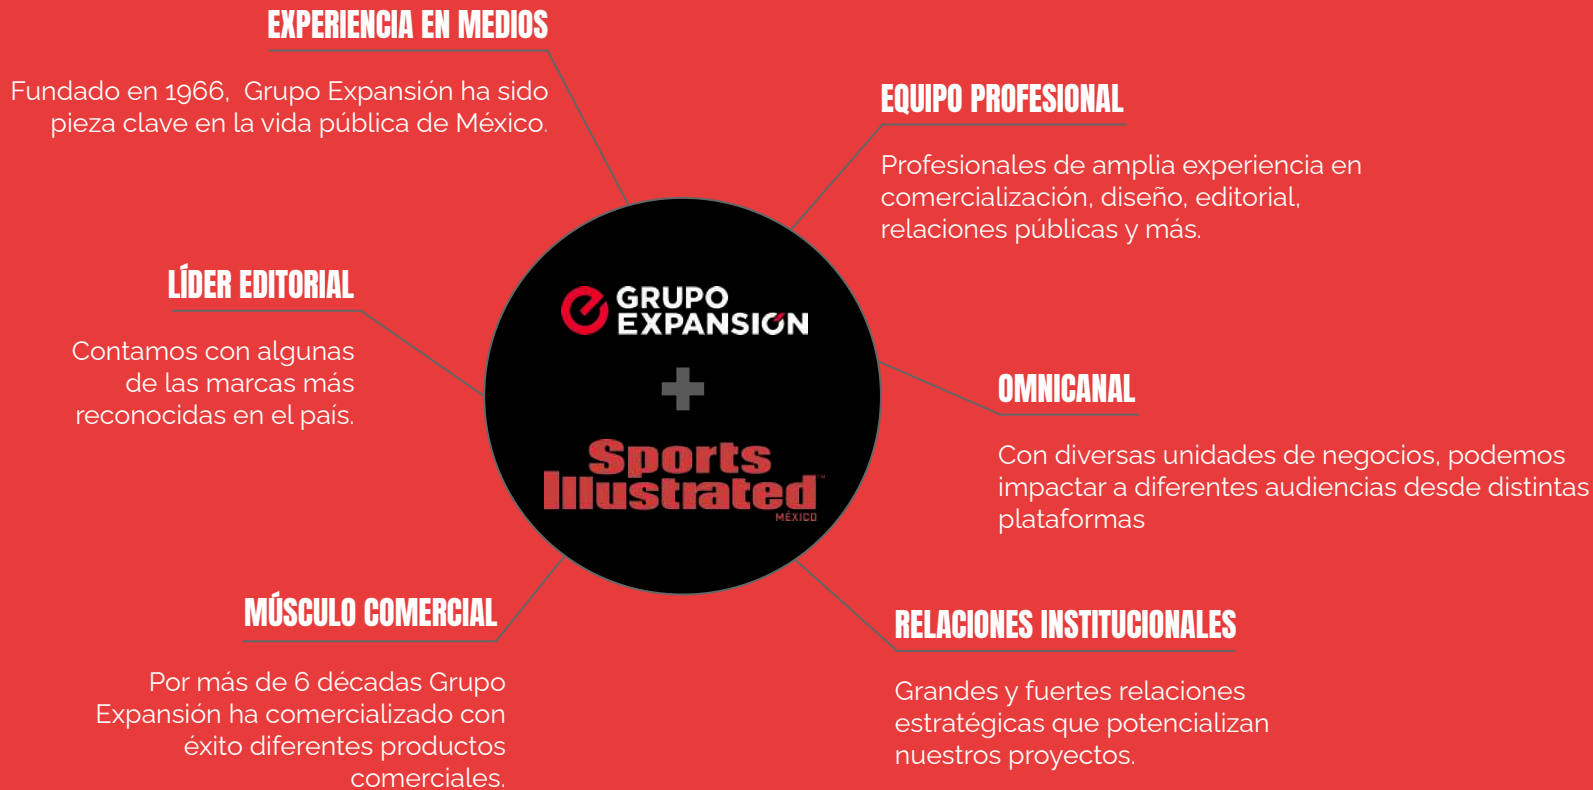 EXPERIENCIA EN MEDIOS
Fundado en 1966, Grupo Expansión ha sido
pieza clave en la vida pública de México.
EQUIPO PROFESIONAL
Profesionales de amplia experiencia en
comercialización, diseño, editorial,
relaciones públicas y más.
LÍDER EDITORIAL
Contamos con algunas
de las marcas más
reconocidas en el país.
GRUPO
EXPANSIÓN
+
Sports
Illustrated
MÉXICO
OMNICANAL
Con diversas unidades de negocios, podemos
impactar a diferentes audiencias desde distintas
plataformas
MÚSCULO COMERCIAL
Por más de 6 décadas Grupo
Expansión ha comercializado con
éxito diferentes productos
comerciales.
RELACIONES INSTITUCIONALES
Grandes y fuertes relaciones
estratégicas que potencializan
nuestros proyectos.